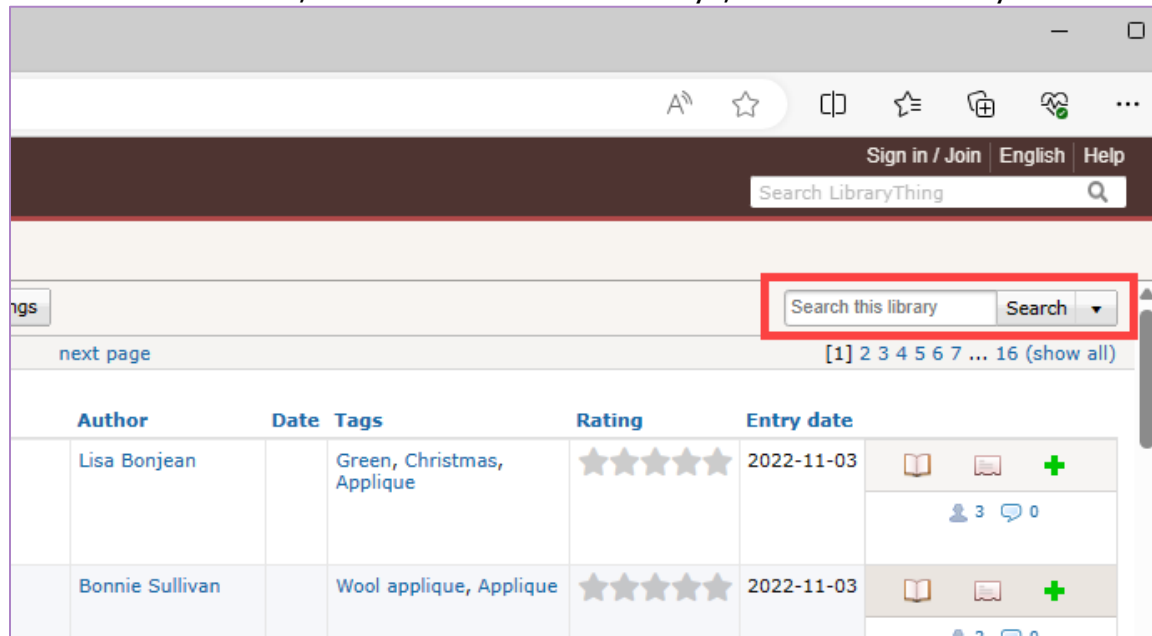 Sign in / Join English Help
Search LibraryThing
Search this library Search
next page [1] 2 3 4 5 6 7 ... 16 (show all)
Author Date Tags Rating Entry date
Lisa Bonjean Green, Christmas, 2022-11-03
Applique
3 0
Bonnie Sullivan Wool applique, Applique 2022-11-03